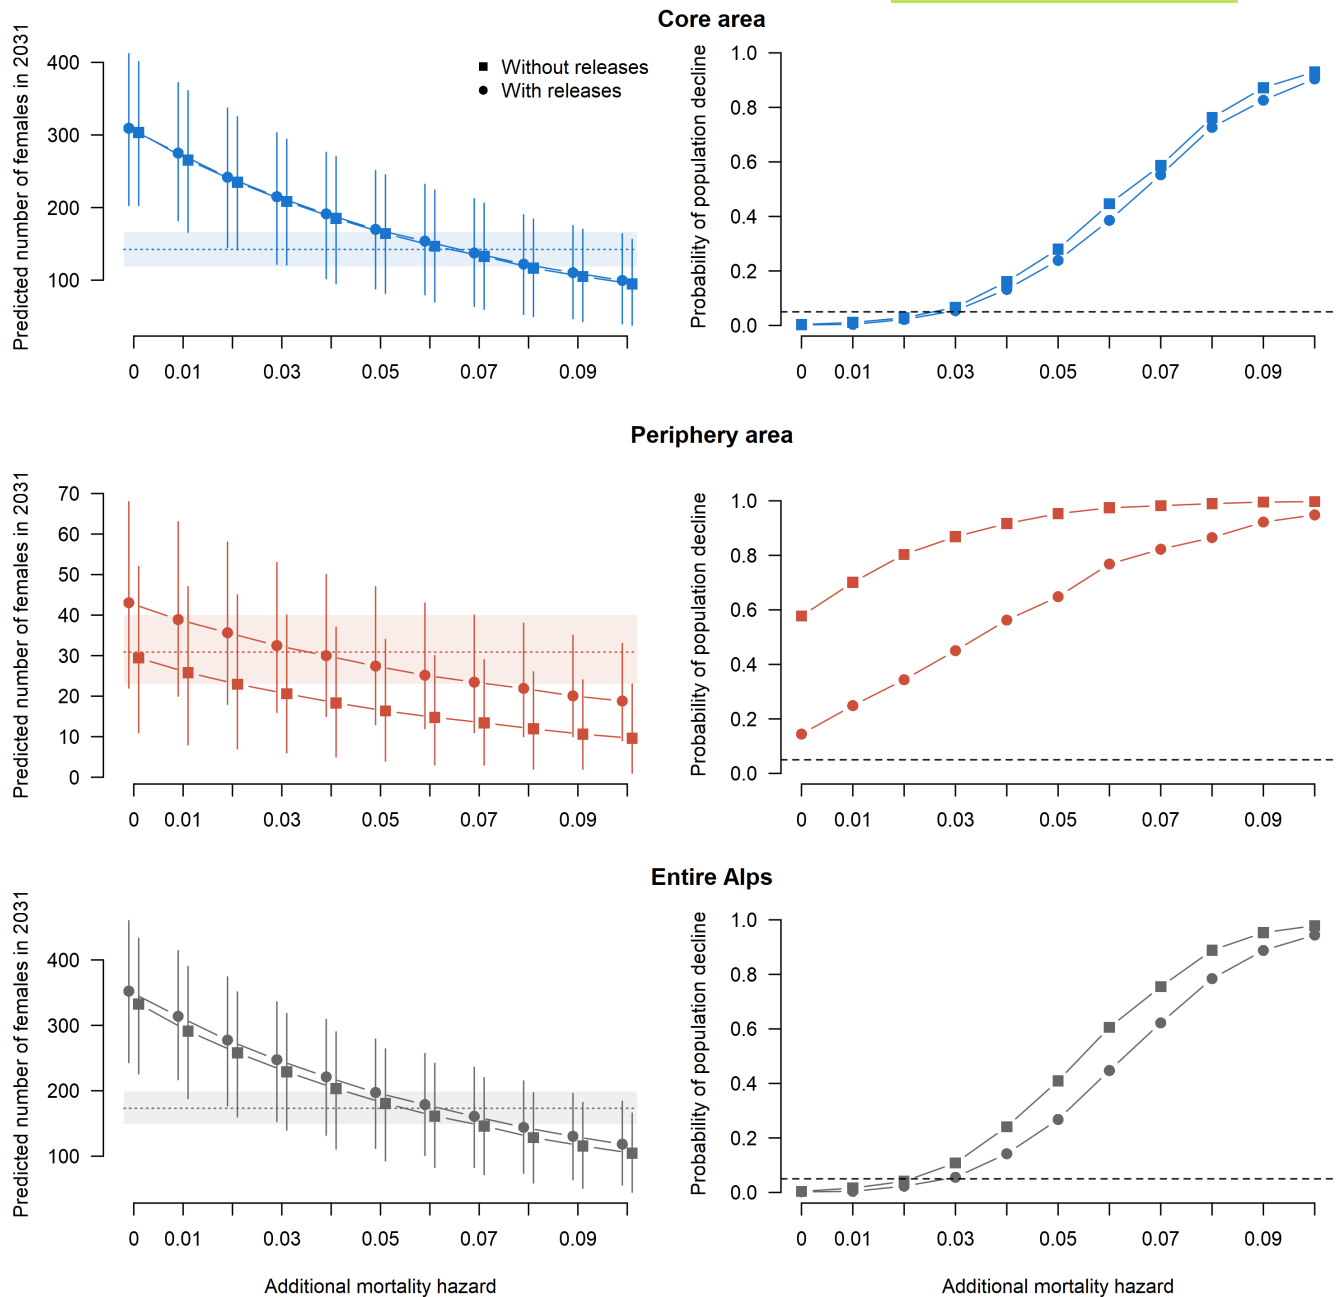 Core area
Predicted number of females in 2031
400
300
200
100
Without releases
With releases
0 0.01 0.03 0.05 0.07 0.09
Probability of population decline
1.0
0.8
0.6
0.4
0.2
0.0
0 0.01 0.03 0.05 0.07 0.09
Periphery area
Predicted number of females in 2031
70
60
50
40
30
20
10
0
0 0.01 0.03 0.05 0.07 0.09
Probability of population decline
1.0
0.8
0.6
0.4
0.2
0.0
0 0.01 0.03 0.05 0.07 0.09
Entire Alps
Predicted number of females in 2031
400
300
200
100
0 0.01 0.03 0.05 0.07 0.09
Additional mortality hazard
Probability of population decline
1.0
0.8
0.6
0.4
0.2
0.0
0 0.01 0.03 0.05 0.07 0.09
Additional mortality hazard